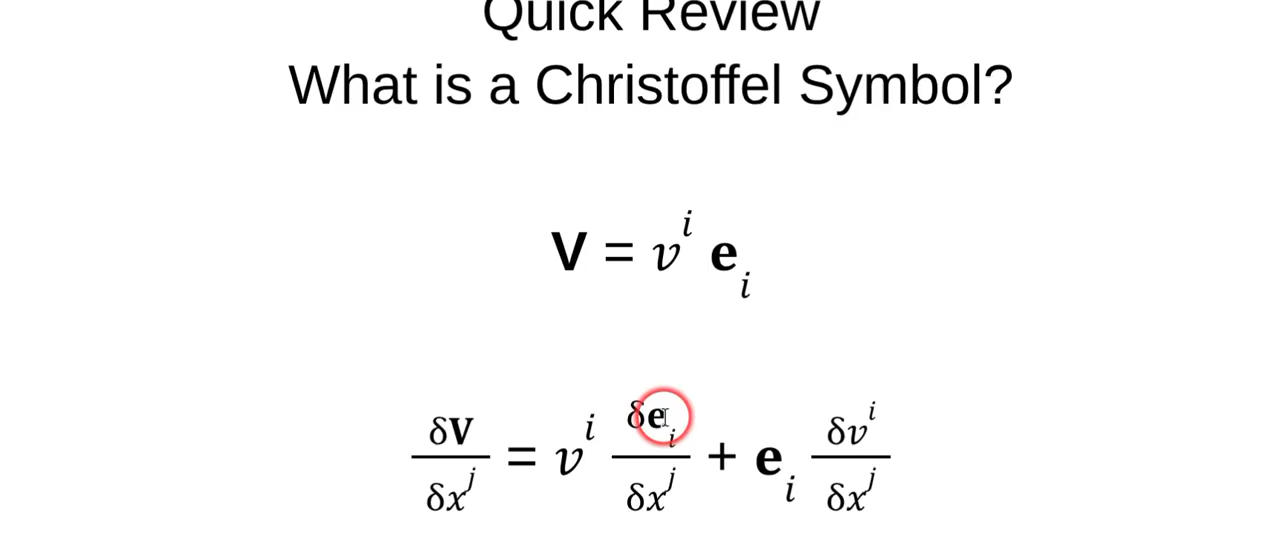 Quick Review
What is a Christoffel Symbol?
V = v^i e_i
δV/δx^j = v^i δe_i/δx^j + e_i δv^i/δx^j